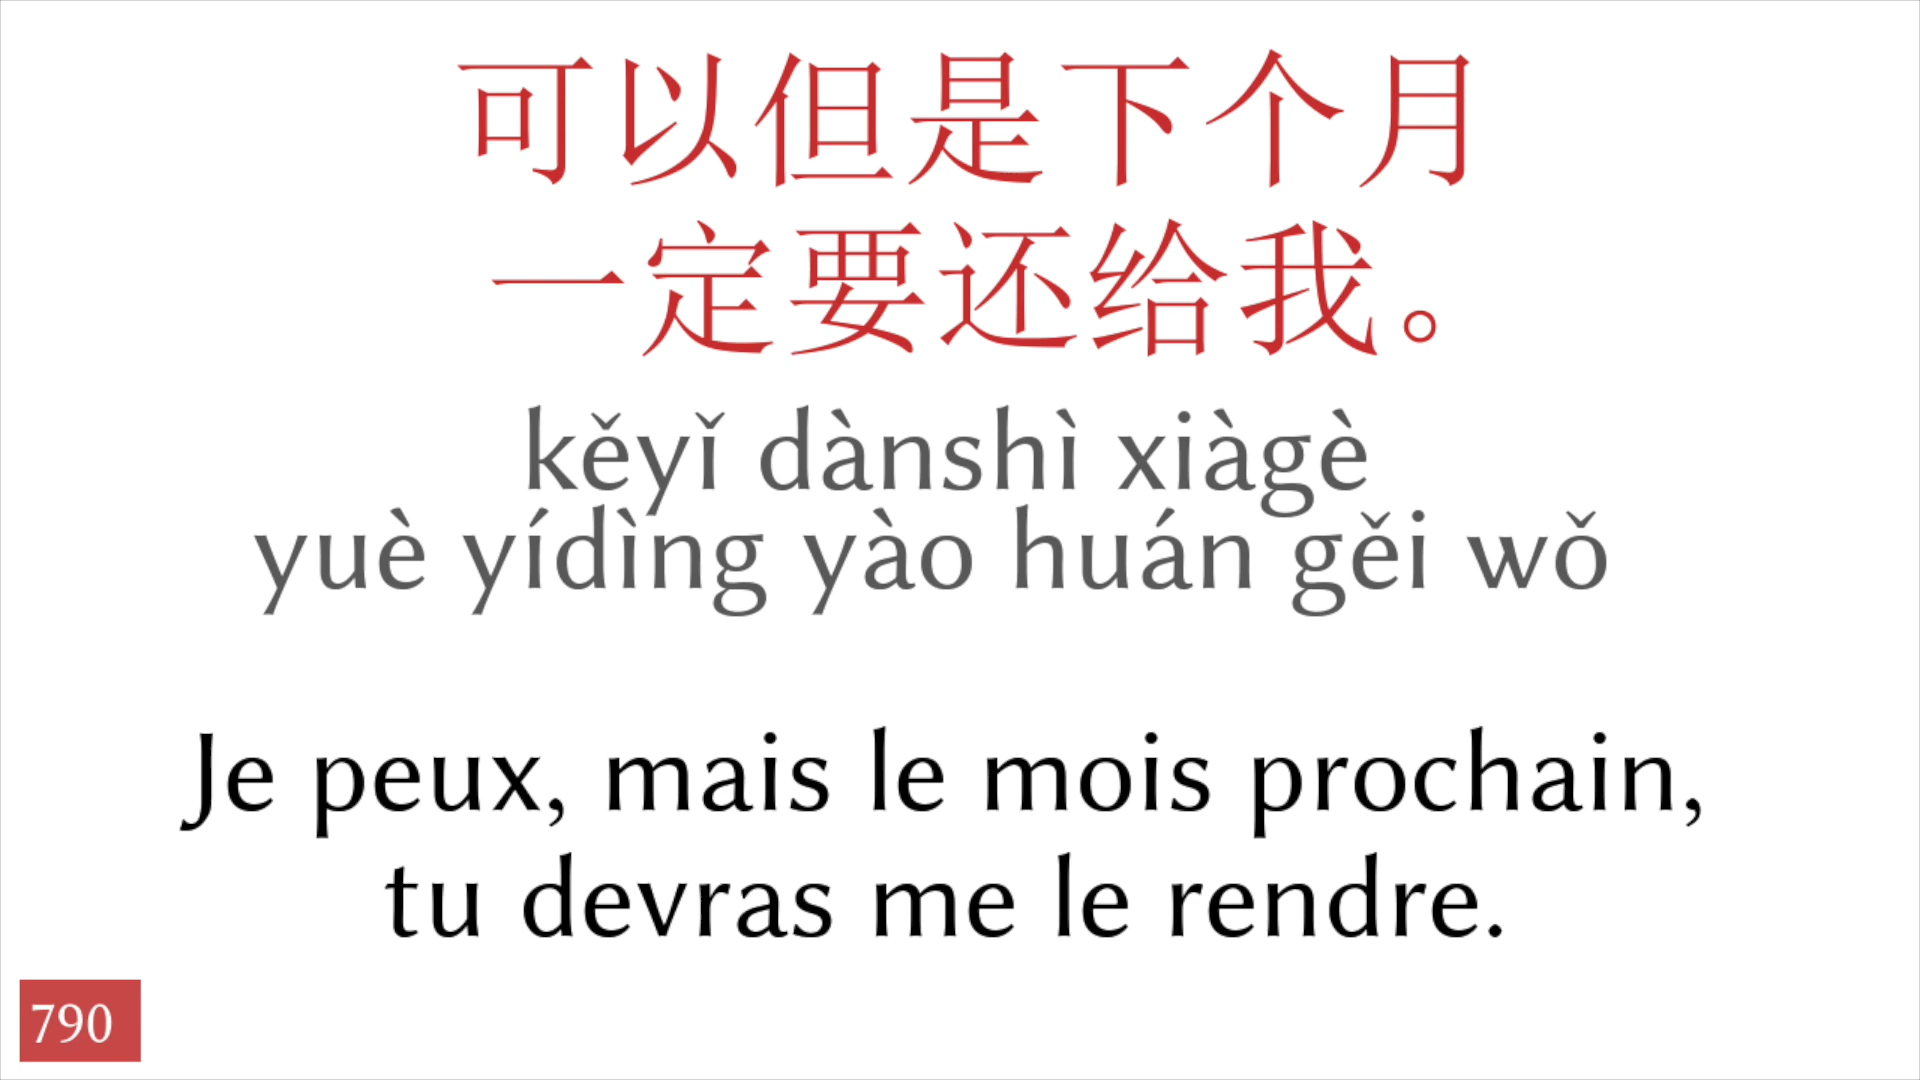 可以但是下个月
一定要还给我。
kěyǐ dànshì xiàgè
yuè yídìng yào huán gěi wǒ
Je peux, mais le mois prochain,
tu devras me le rendre.
790